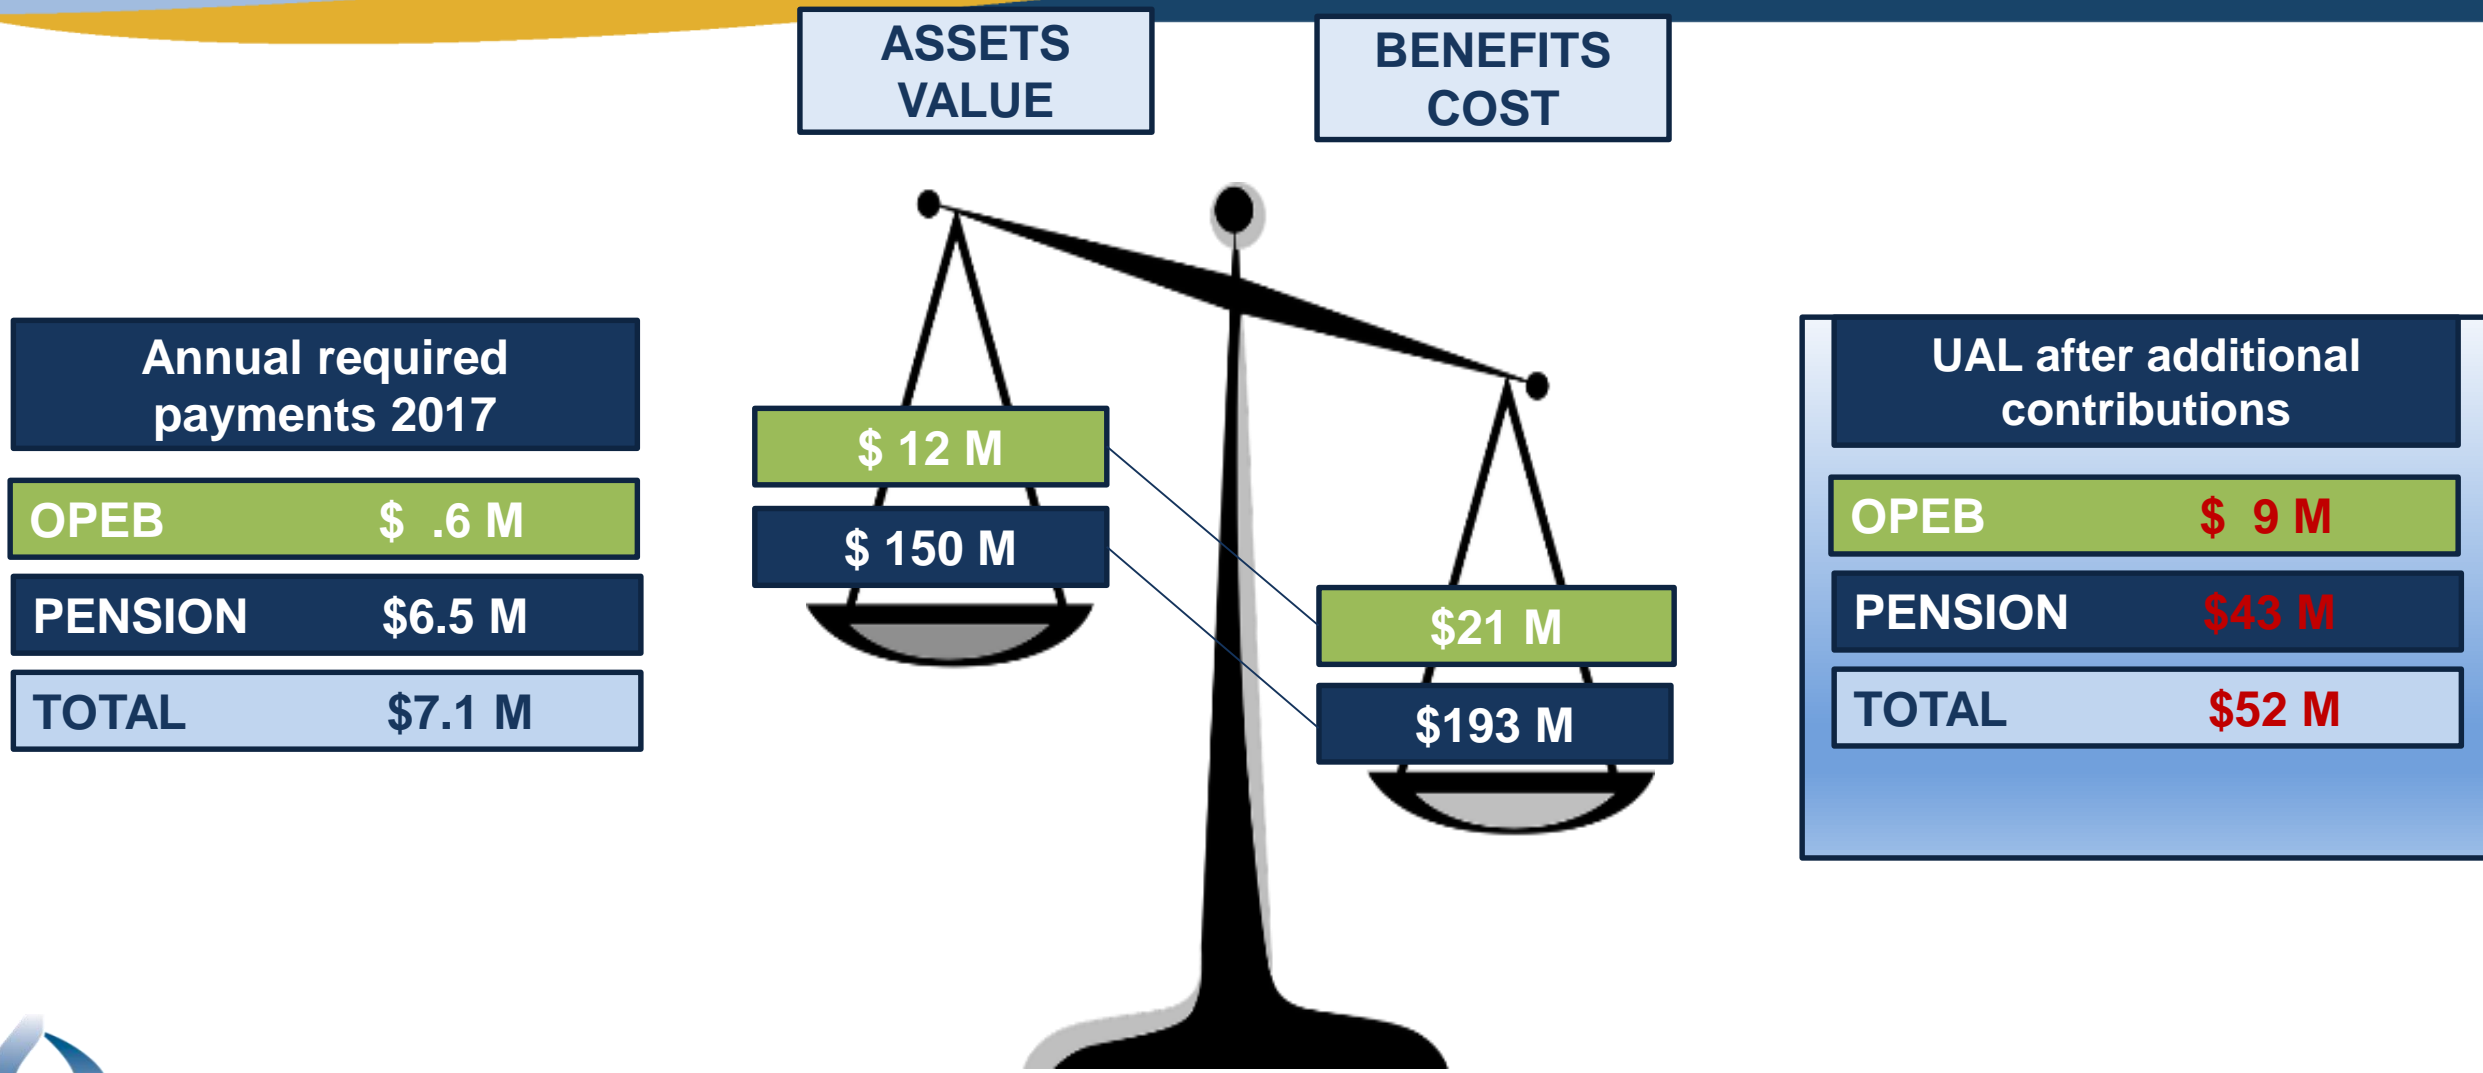 ASSETS
VALUE
BENEFITS
COST
Annual required
payments 2017
OPEB $ .6 M
PENSION $6.5 M
TOTAL $7.1 M
$ 12 M
$ 150 M
$21 M
$193 M
UAL after additional
contributions
OPEB $ 9 M
PENSION $43 M
TOTAL $52 M